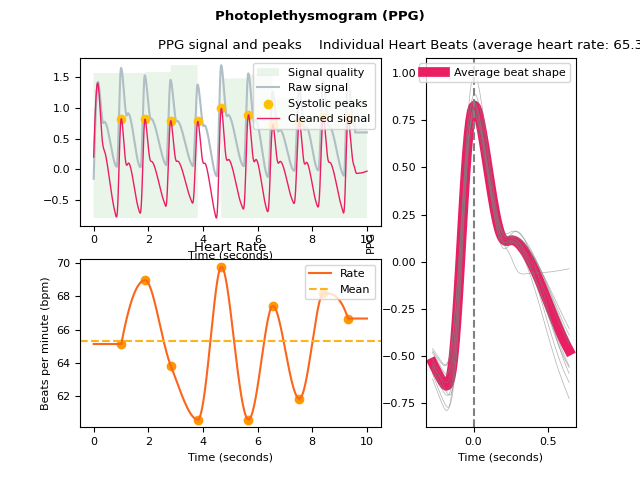 Photoplethysmogram (PPG)
PPG signal and peaks
Individual Heart Beats (average heart rate: 65.3
Signal quality
Raw signal
Systolic peaks
Cleaned signal
1.5
1.0
0.5
0.0
−0.5
0 2 4 6 8 10
Time (seconds)
Heart Rate
Rate
Mean
70
68
66
64
62
Beats per minute (bpm)
0 2 4 6 8 10
Time (seconds)
Average beat shape
PPG
1.00
0.75
0.50
0.25
0.00
−0.25
−0.50
−0.75
0.0 0.5
Time (seconds)